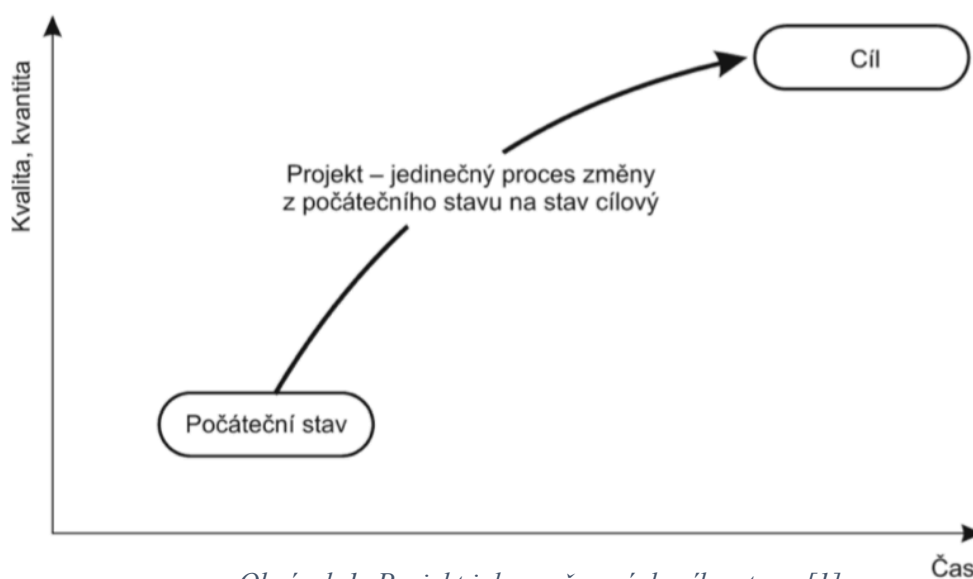 Kvalita, kvantita
Cíl
Projekt – jedinečný proces změny
z počátečního stavu na stav cílový
Počáteční stav
Čas